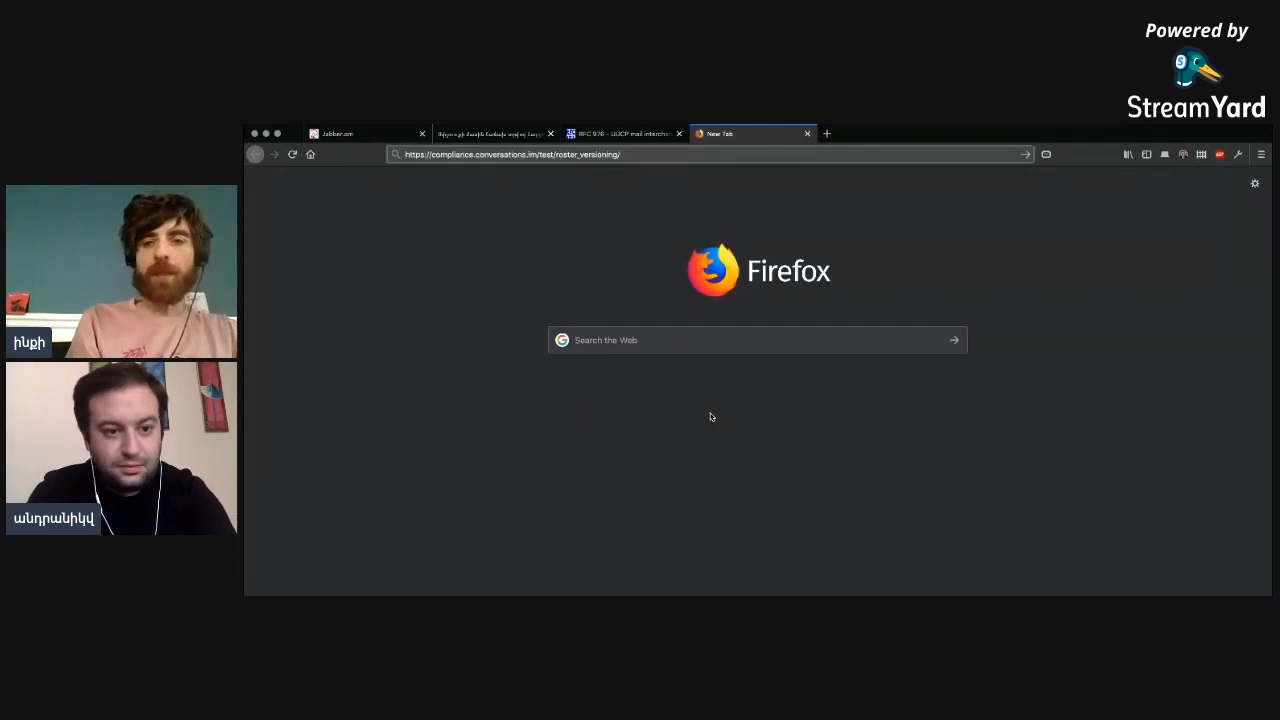 Powered by
StreamYard
Jabber.am
RFC 976 - UUCP mail interchan
New Tab
https://compliance.conversations.im/test/roster_versioning/
Firefox
Search the Web
ինքի
անդրանիկվ